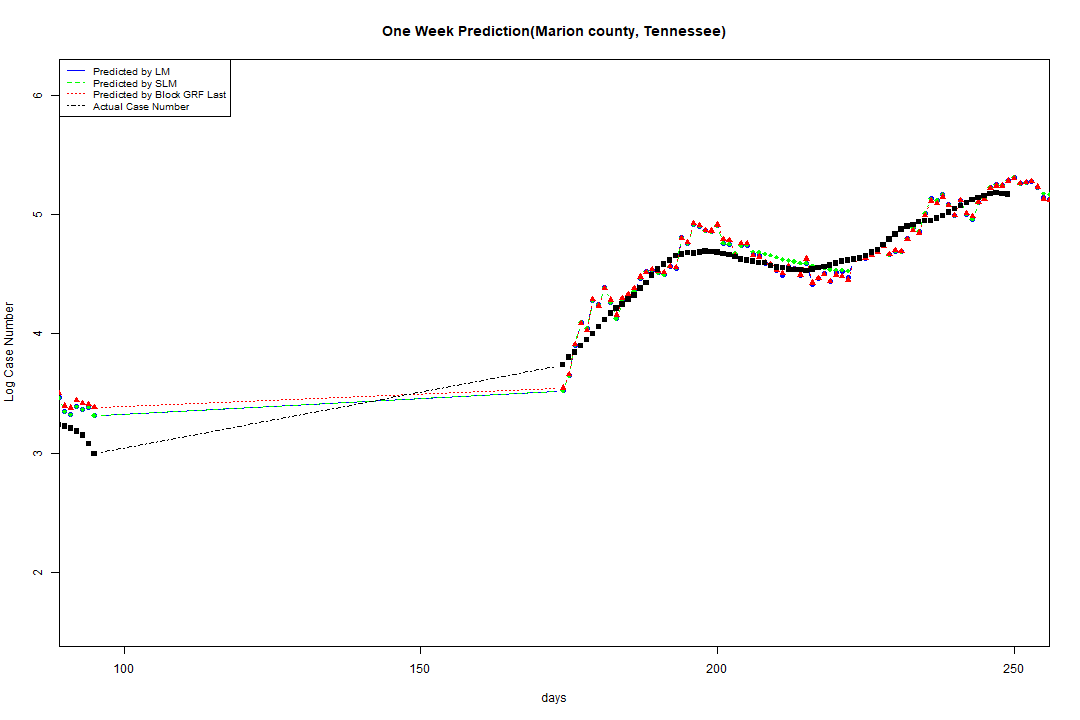 One Week Prediction(Marion county, Tennessee)
Predicted by LM
Predicted by SLM
Predicted by Block GRF Last
Actual Case Number
6
5
4
3
2
Log Case Number
100 150 200 250
days